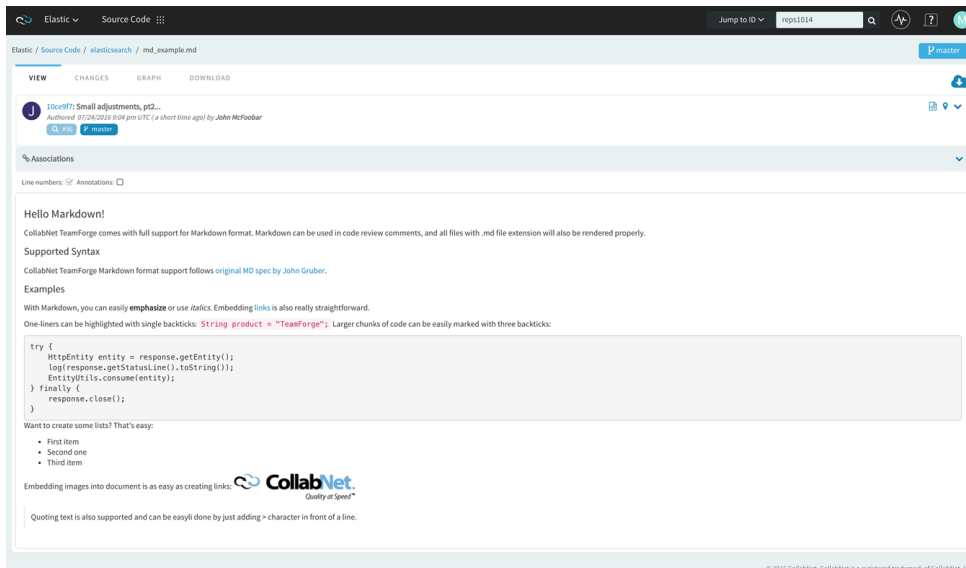 Elastic Source Code Jump to ID reps1014 ?
Elastic / Source Code / elasticsearch / md_example.md master
VIEW CHANGES GRAPH DOWNLOAD
J 10ce9f7: Small adjustments, pt2...
Authored 07/24/2016 9:04 pm UTC ( a short time ago) by John McFoobar
#56 master
Associations
Line numbers: Annotations:
Hello Markdown!
CollabNet TeamForge comes with full support for Markdown format. Markdown can be used in code review comments, and all files with .md file extension will also be rendered properly.
Supported Syntax
CollabNet TeamForge Markdown format support follows original MD spec by John Gruber.
Examples
With Markdown, you can easily emphasize or use italics. Embedding links is also really straightforward.
One-liners can be highlighted with single backticks: String product = "TeamForge"; Larger chunks of code can be easily marked with three backticks:
try {
    HttpEntity entity = response.getEntity();
    log(response.getStatusLine().toString());
    EntityUtils.consume(entity);
} finally {
    response.close();
}
Want to create some lists? That's easy:
• First item
• Second one
• Third item
Embedding images into document is as easy as creating links: CollabNet.
Quality at Speed™
Quoting text is also supported and can be easyli done by just adding > character in front of a line.